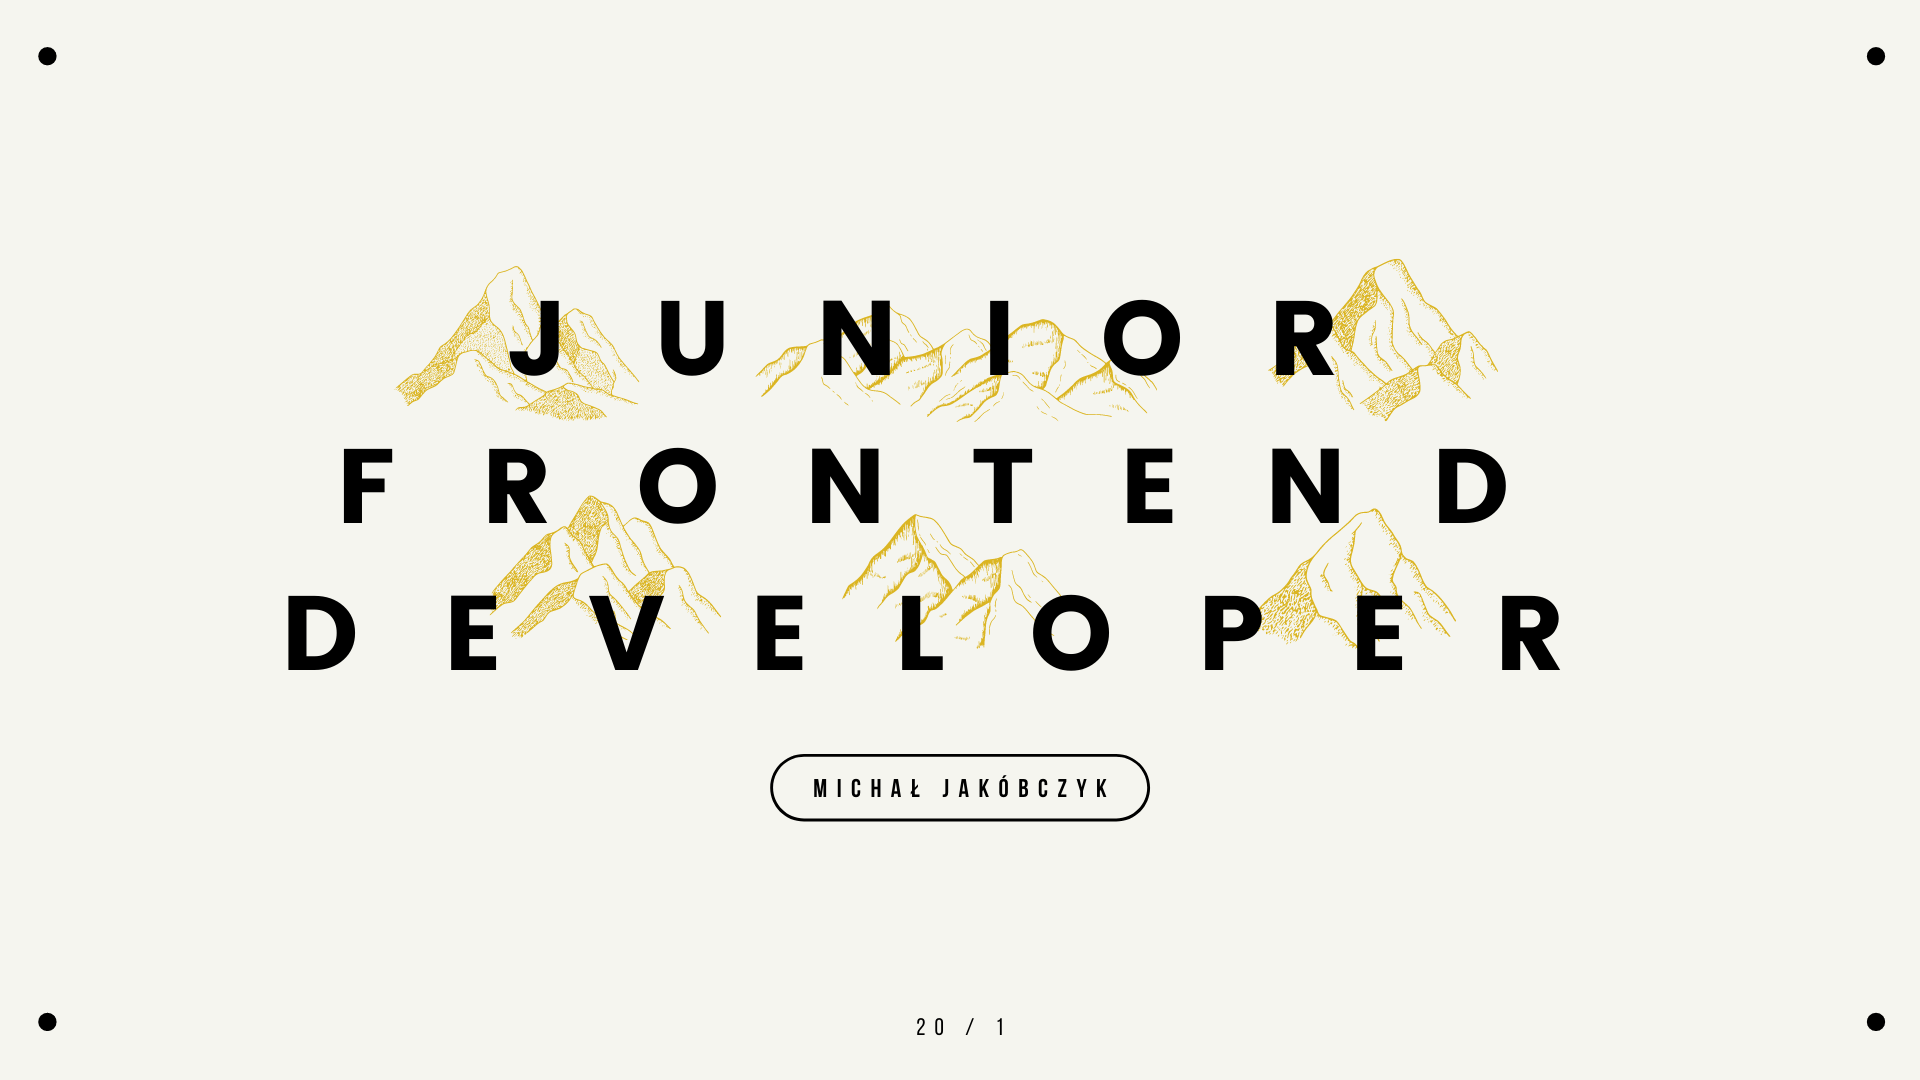 JUNIOR
FRONTEND
DEVELOPER
MICHAŁ JAKÓBCZYK
20 / 1